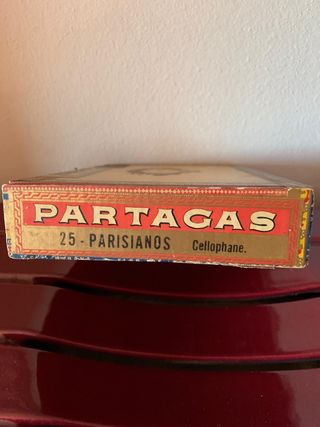 PARTAGAS
25 - PARISIANOS Cellophane.